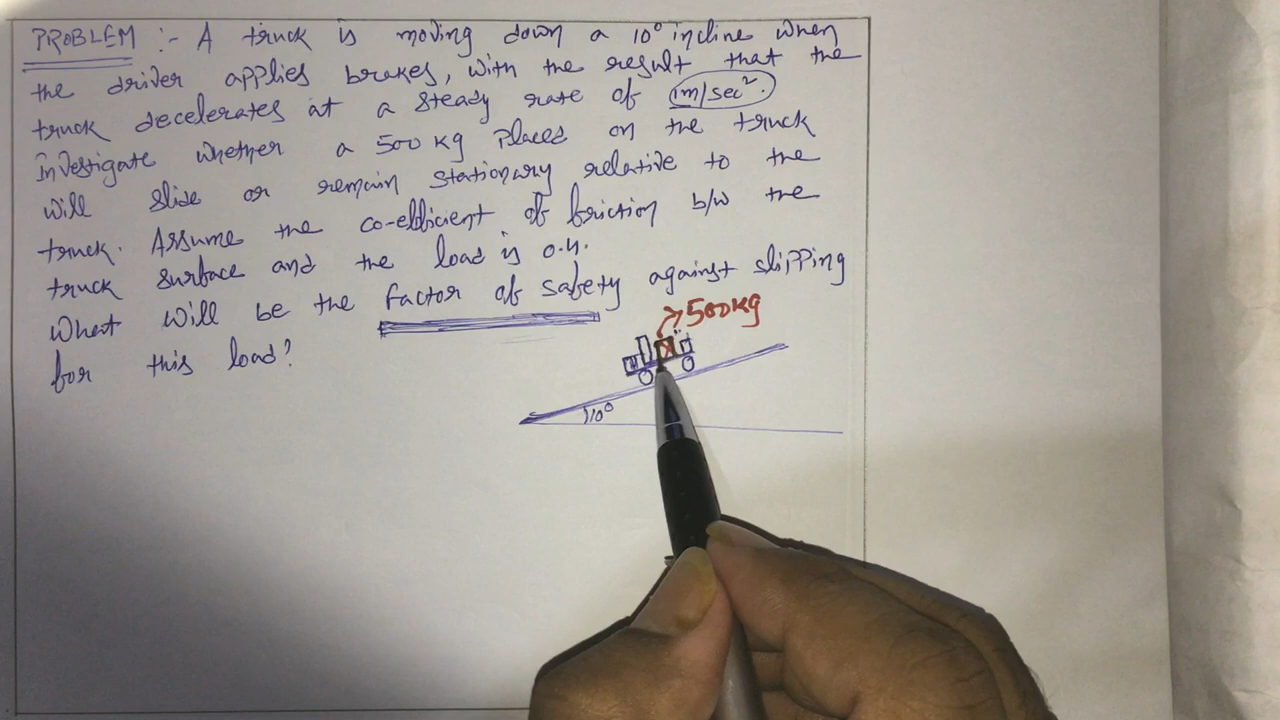 PROBLEM :- A truck is moving down a 10° incline when
the driver applies brakes, with the result that the
truck decelerates at a steady rate of 1m/sec².
Investigate whether a 500 kg places on the truck
will slide or remain stationary relative to the
truck. Assume the co-efficient of friction b/w the
truck surface and the load is 0.4.
What will be the factor of safety against slipping
for this load?
500kg
10°